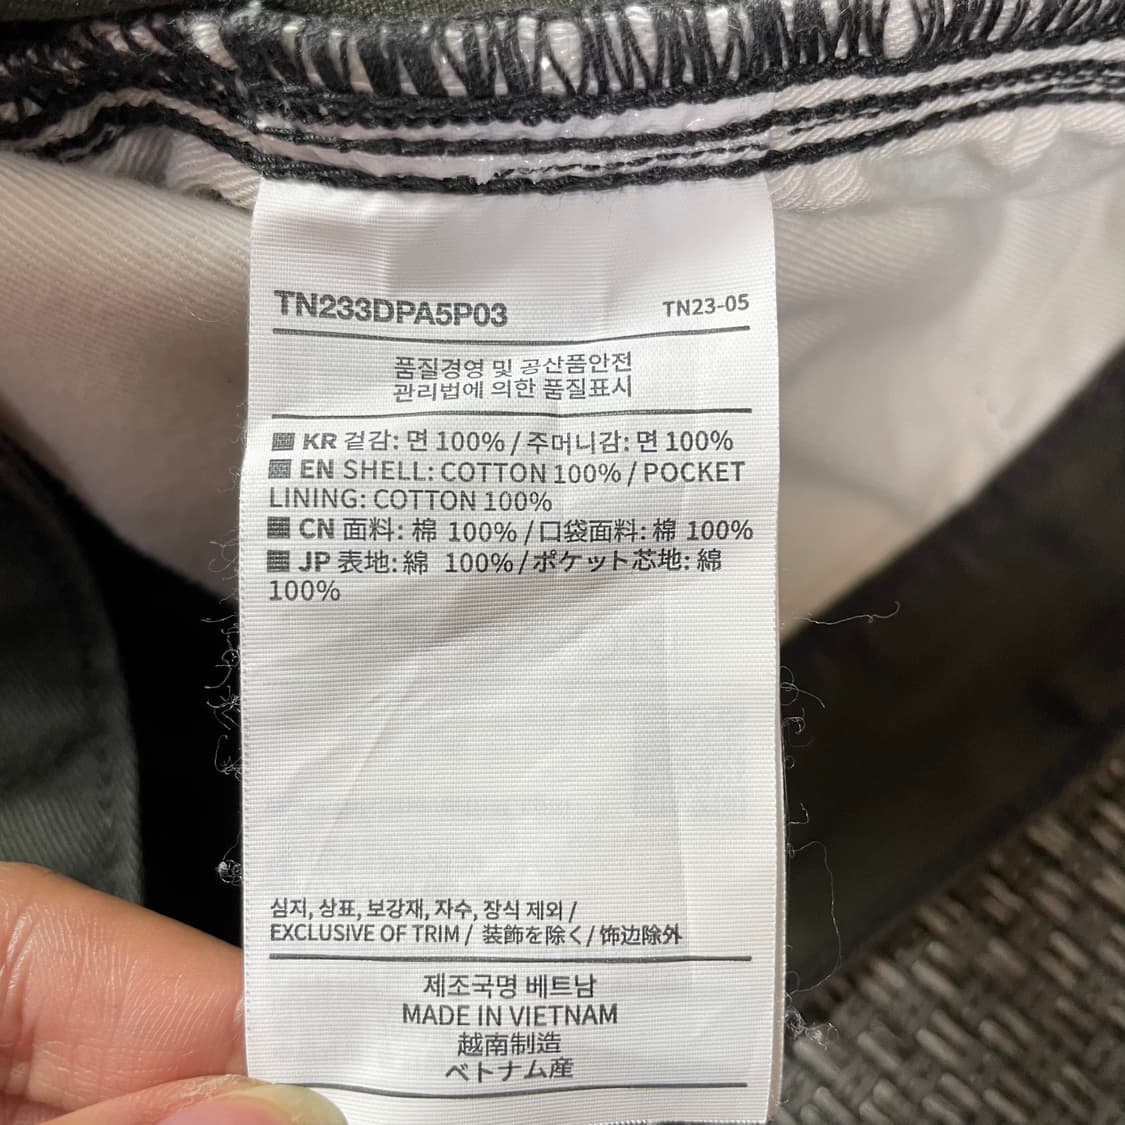 TN233DPA5P03
TN23-05
품질경영 및 공산품안전
관리법에 의한 품질표시
KR 겉감: 면 100% / 주머니감: 면 100%
EN SHELL: COTTON 100% / POCKET
LINING: COTTON 100%
CN 面料: 棉 100% / 口袋面料: 棉 100%
JP 表地: 綿 100% / ポケット芯地: 綿
100%
심지, 상표, 보강재, 자수, 장식 제외 /
EXCLUSIVE OF TRIM / 装飾を除く / 饰边除外
제조국명 베트남
MADE IN VIETNAM
越南制造
ベトナム産